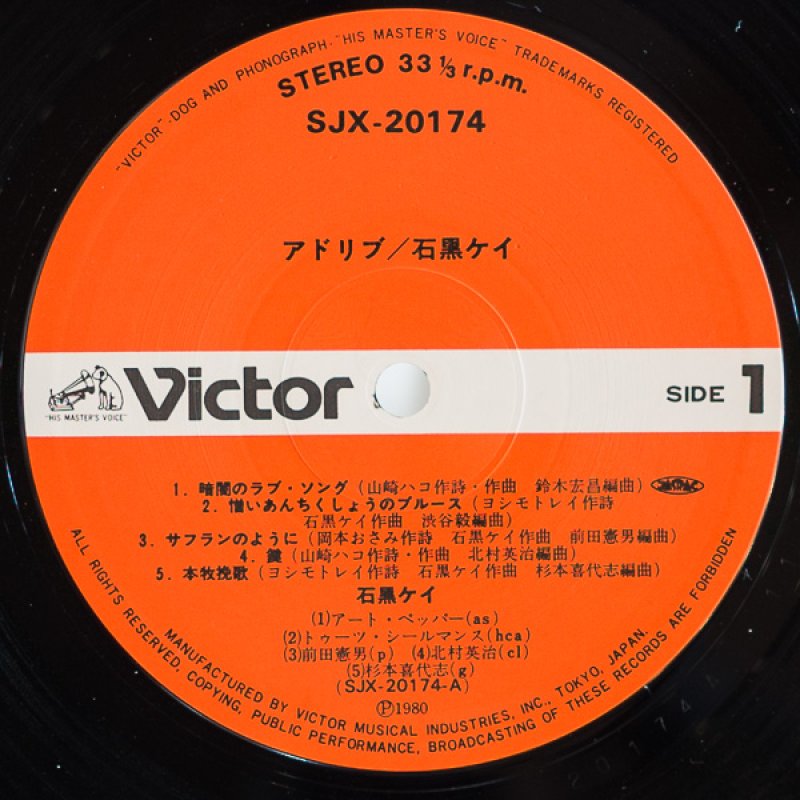 "VICTOR"·DOG AND PHONOGRAPH·"HIS MASTER'S VOICE" TRADEMARKS REGISTERED
STEREO 33 1/3 r.p.m.
SJX-20174
アドリブ／石黒ケイ
Victor
"HIS MASTER'S VOICE"
SIDE 1
1. 暗闇のラブ・ソング (山崎ハコ作詩・作曲 鈴木宏昌編曲)
2. 憎いあんちくしょうのブルース (ヨシモトレイ作詩
石黒ケイ作曲 渋谷毅編曲)
3. サフランのように (岡本おさみ作詩 石黒ケイ作曲 前田憲男編曲)
4. 鍵 (山崎ハコ作詩・作曲 北村英治編曲)
5. 本牧挽歌 (ヨシモトレイ作詩 石黒ケイ作曲 杉本喜代志編曲)
石黒ケイ
(1)アート・ペッパー(as)
(2)トゥーツ・シールマンス(hca)
(3)前田憲男(p) (4)北村英治(cl)
(5)杉本喜代志(g)
(SJX-20174-A)
Ⓟ1980
MANUFACTURED BY VICTOR MUSICAL INDUSTRIES, INC., TOKYO, JAPAN.
ALL RIGHTS RESERVED, COPYING, PUBLIC PERFORMANCE, BROADCASTING OF THESE RECORDS ARE FORBIDDEN